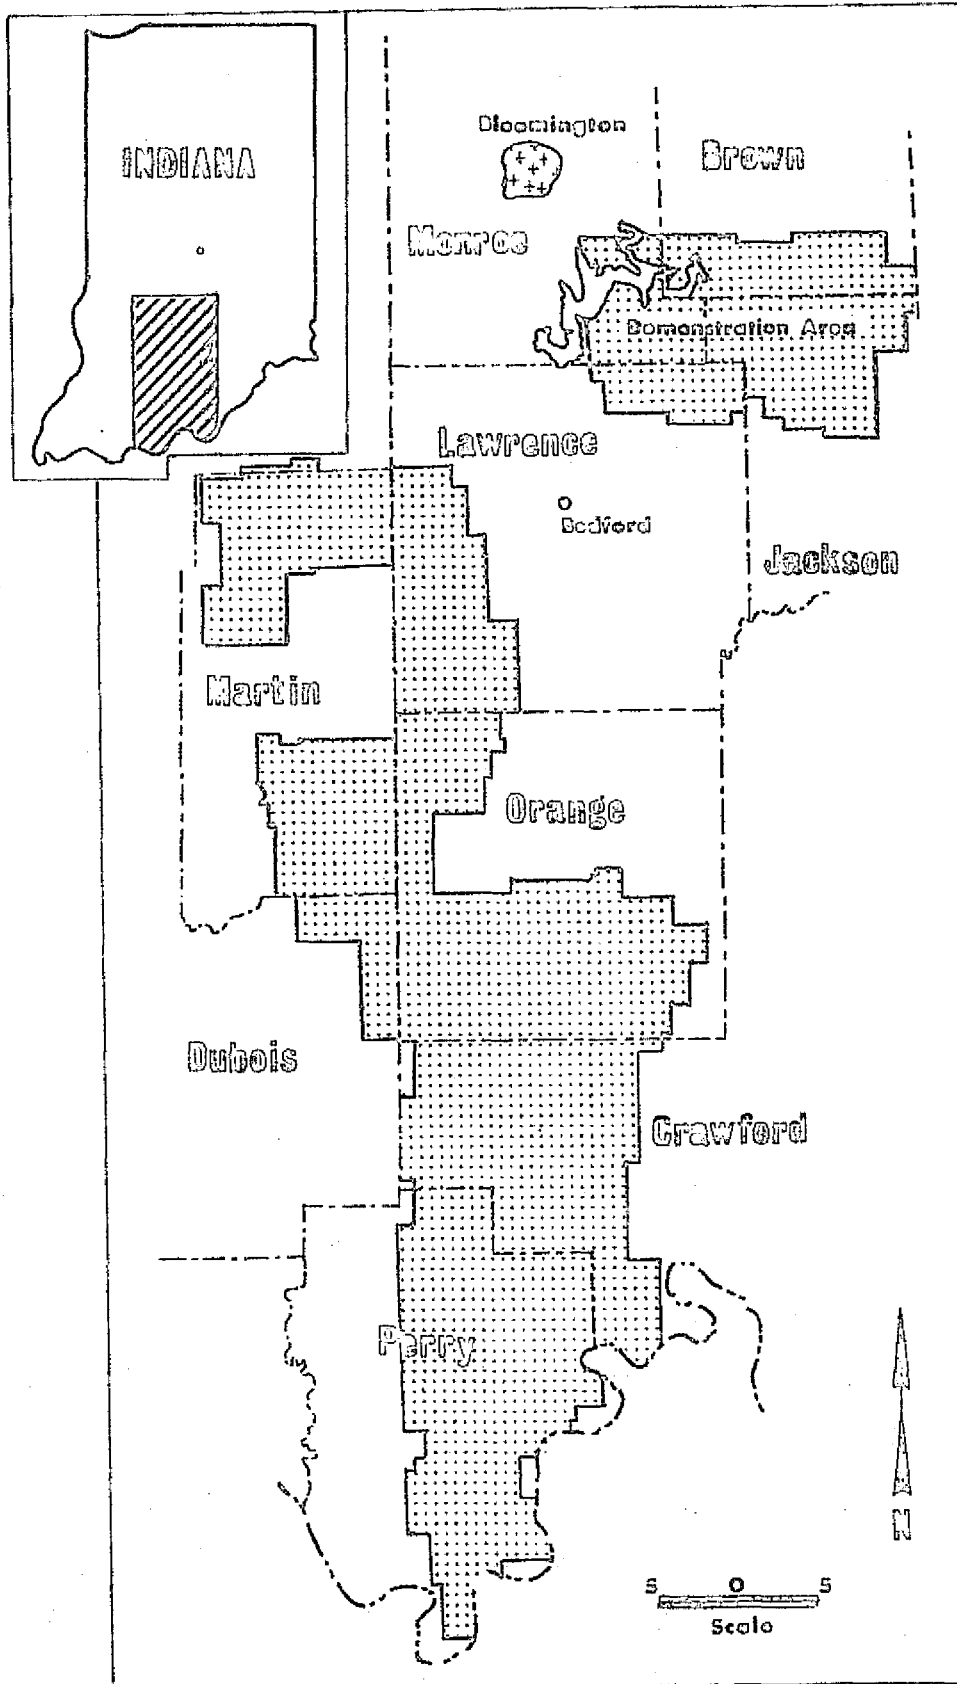 INDIANA
Bloomington
Brown
Monroe
Demonstration Area
Lawrence
Bedford
Jackson
Martin
Orange
Dubois
Crawford
Perry
N
5 0 5
Scale